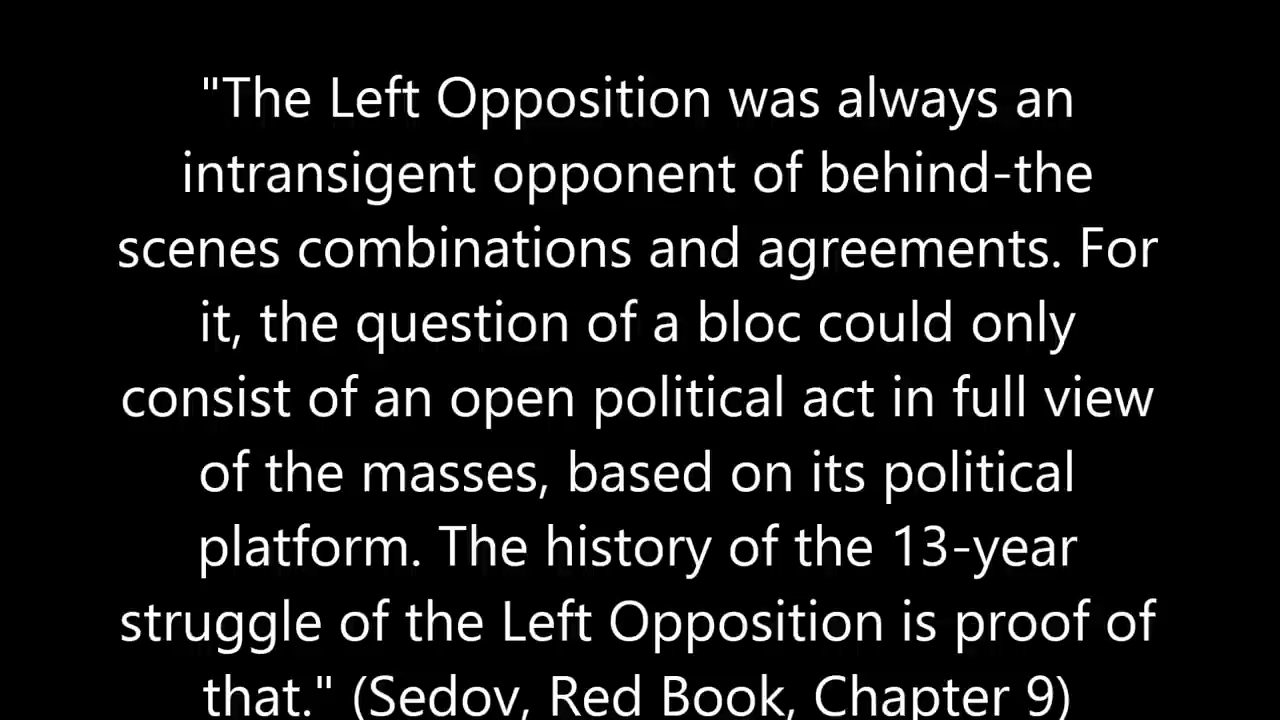 "The Left Opposition was always an
intransigent opponent of behind-the
scenes combinations and agreements. For
it, the question of a bloc could only
consist of an open political act in full view
of the masses, based on its political
platform. The history of the 13-year
struggle of the Left Opposition is proof of
that." (Sedov, Red Book, Chapter 9)